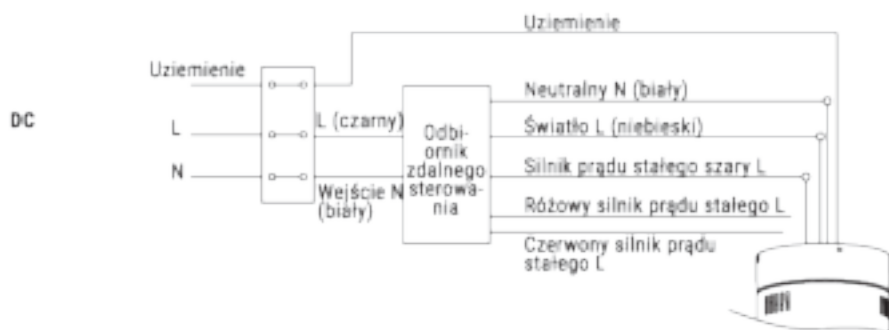 Uziemienie
Uziemienie
Neutralny N (biały)
DC
L
L (czarny)
Światło L (niebieski)
Odbi-
ornik
zdalnego
sterowa-
nia
N
Silnik prądu stałego szary L
Wejście N
(biały)
Różowy silnik prądu stałego L
Czerwony silnik prądu
stałego L